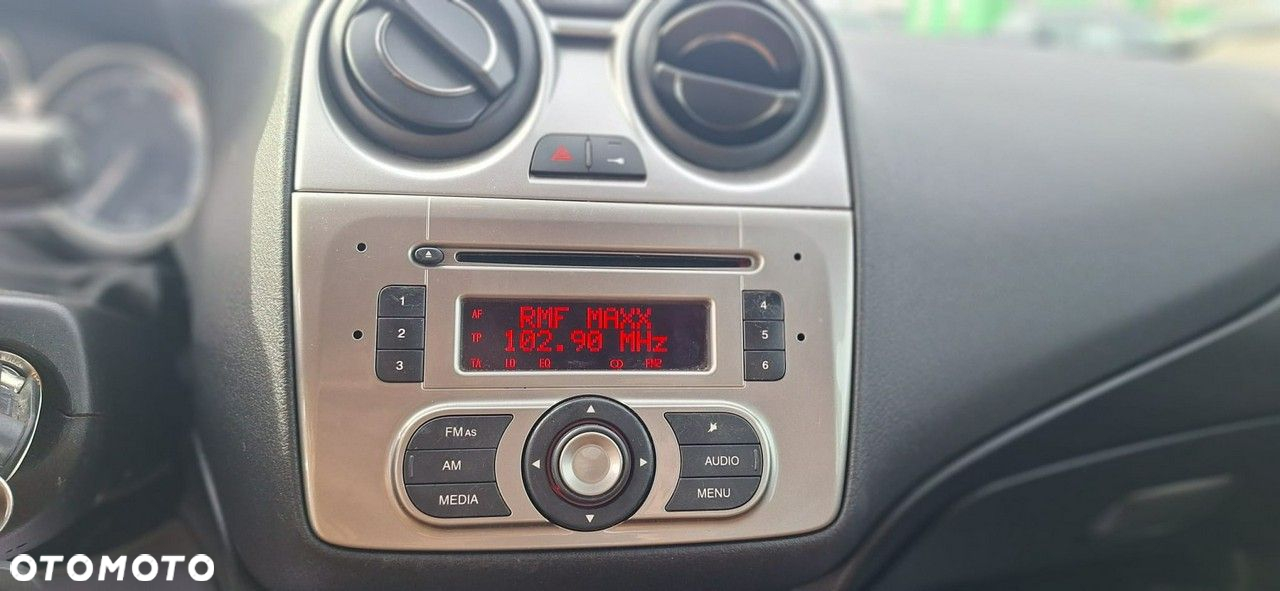 AF RMF MAXX
TP 102.90 MHz
TA LO EQ FM2
1
2
3
4
5
6
FM AS
AM
MEDIA
AUDIO
MENU
OTOMOTO